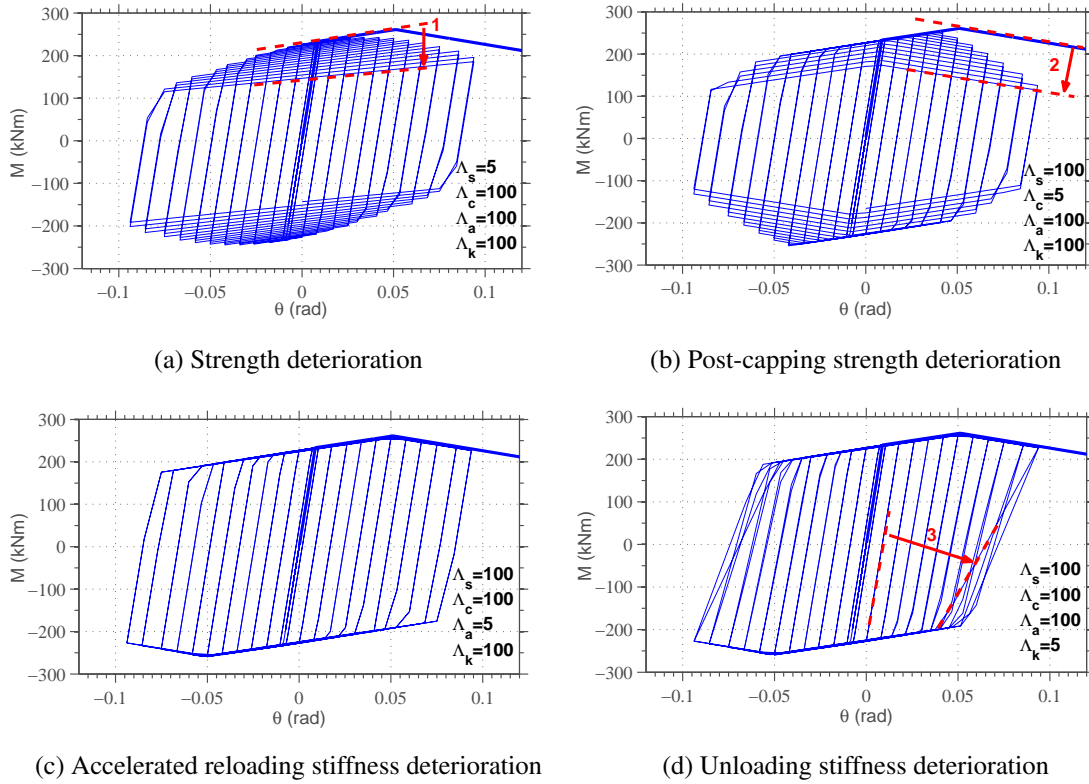 300
200
100
0
−100
−200
−300
M (kNm)
−0.1
−0.05
0
0.05
0.1
θ (rad)
1
Λs=5
Λc=100
Λa=100
Λk=100
(a) Strength deterioration
300
200
100
0
−100
−200
−300
M (kNm)
−0.1
−0.05
0
0.05
0.1
θ (rad)
2
Λs=100
Λc=5
Λa=100
Λk=100
(b) Post-capping strength deterioration
300
200
100
0
−100
−200
−300
M (kNm)
−0.1
−0.05
0
0.05
0.1
θ (rad)
Λs=100
Λc=100
Λa=5
Λk=100
(c) Accelerated reloading stiffness deterioration
300
200
100
0
−100
−200
−300
M (kNm)
−0.1
−0.05
0
0.05
0.1
θ (rad)
3
Λs=100
Λc=100
Λa=100
Λk=5
(d) Unloading stiffness deterioration